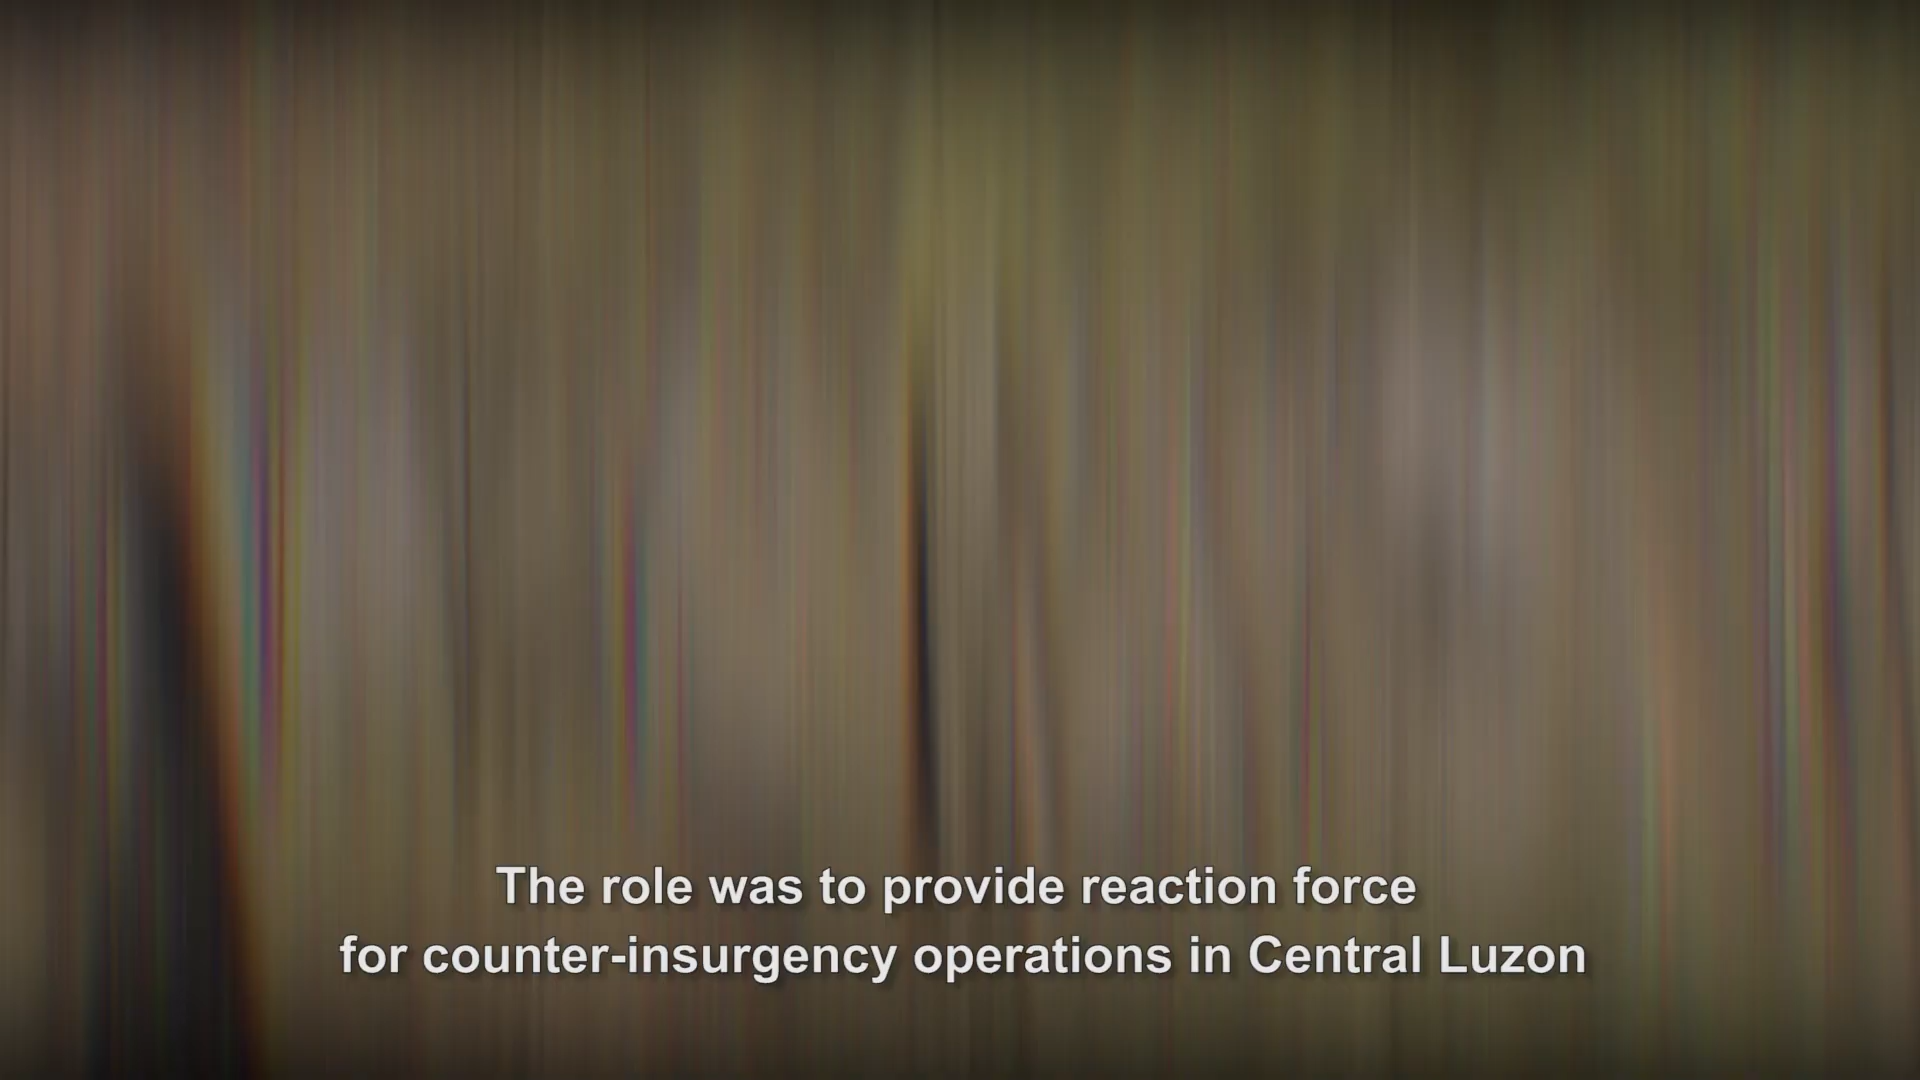 The role was to provide reaction force
for counter-insurgency operations in Central Luzon